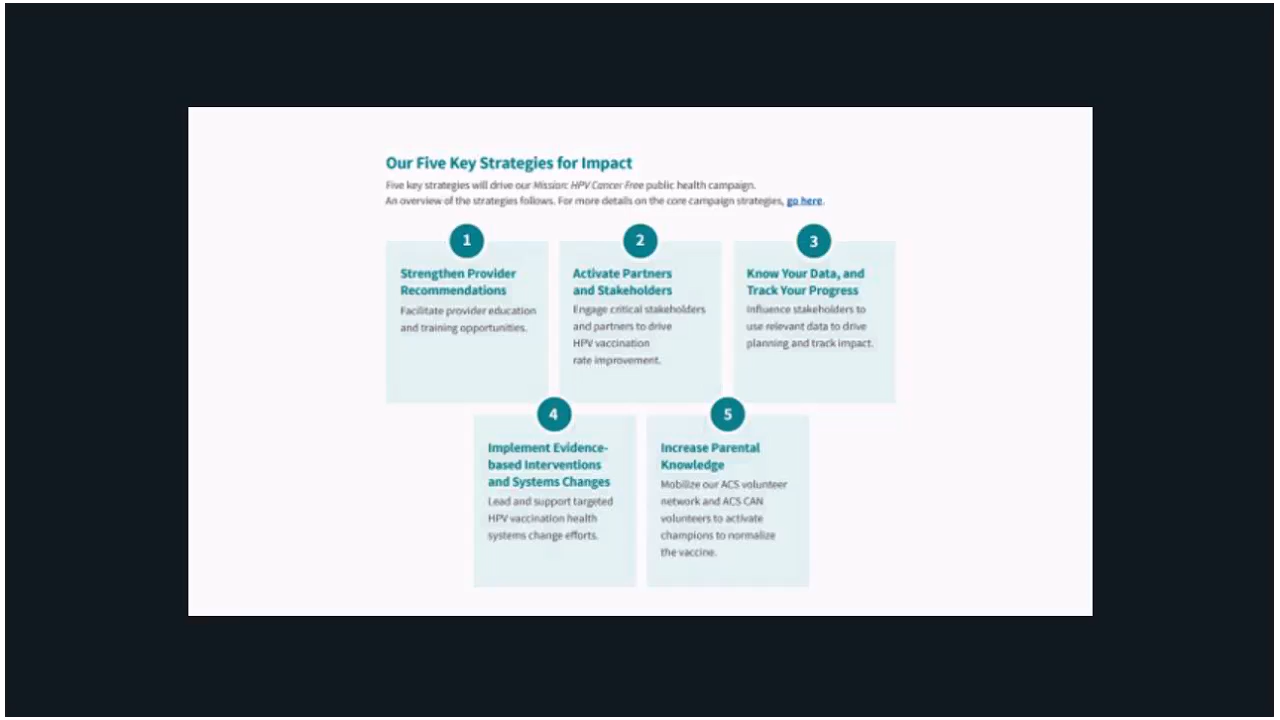 Our Five Key Strategies for Impact
Five key strategies will drive our Mission: HPV Cancer Free public health campaign.
An overview of the strategies follows. For more details on the core campaign strategies, go here.
1
Strengthen Provider
Recommendations
Facilitate provider education
and training opportunities.
2
Activate Partners
and Stakeholders
Engage critical stakeholders
and partners to drive
HPV vaccination
rate improvement.
3
Know Your Data, and
Track Your Progress
Influence stakeholders to
use relevant data to drive
planning and track impact.
4
Implement Evidence-
based Interventions
and Systems Changes
Lead and support targeted
HPV vaccination health
systems change efforts.
5
Increase Parental
Knowledge
Mobilize our ACS volunteer
network and ACS CAN
volunteers to activate
champions to normalize
the vaccine.